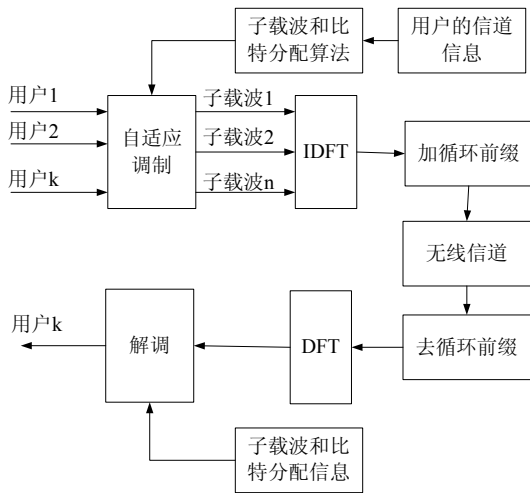 子载波和比
特分配算法
用户的信道
信息
用户1
用户2
用户k
自适应
调制
子载波1
子载波2
子载波n
IDFT
加循环前缀
无线信道
去循环前缀
DFT
解调
用户k
子载波和比
特分配信息